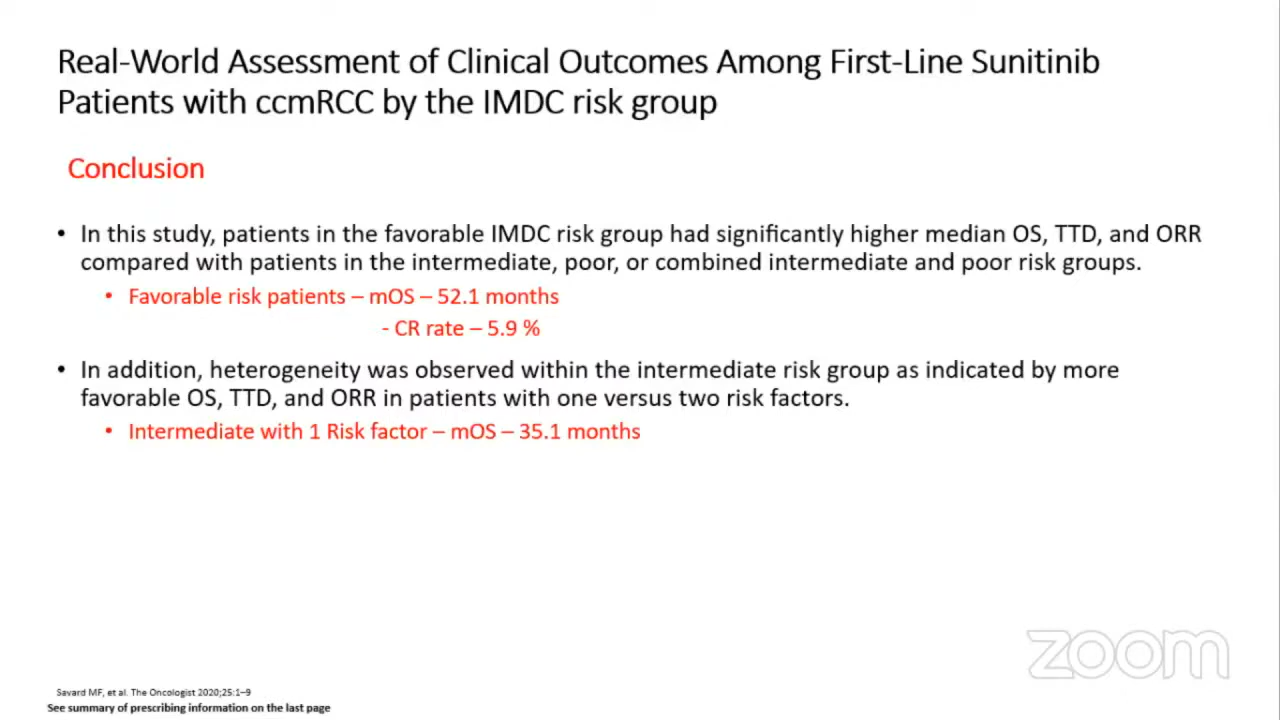 Real-World Assessment of Clinical Outcomes Among First-Line Sunitinib
Patients with ccmRCC by the IMDC risk group
Conclusion
• In this study, patients in the favorable IMDC risk group had significantly higher median OS, TTD, and ORR
compared with patients in the intermediate, poor, or combined intermediate and poor risk groups.
• Favorable risk patients – mOS – 52.1 months
- CR rate – 5.9 %
• In addition, heterogeneity was observed within the intermediate risk group as indicated by more
favorable OS, TTD, and ORR in patients with one versus two risk factors.
• Intermediate with 1 Risk factor – mOS – 35.1 months
zoom
Savard MF, et al. The Oncologist 2020;25:1–9
See summary of prescribing information on the last page